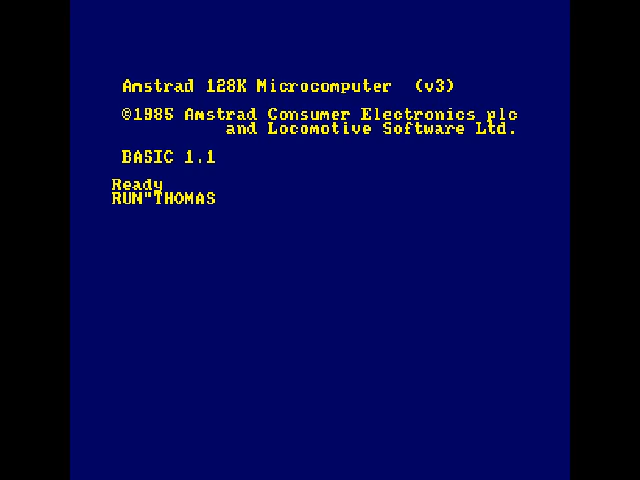 Amstrad 128K Microcomputer (v3)
©1985 Amstrad Consumer Electronics plc
and Locomotive Software Ltd.
BASIC 1.1
Ready
RUN"THOMAS